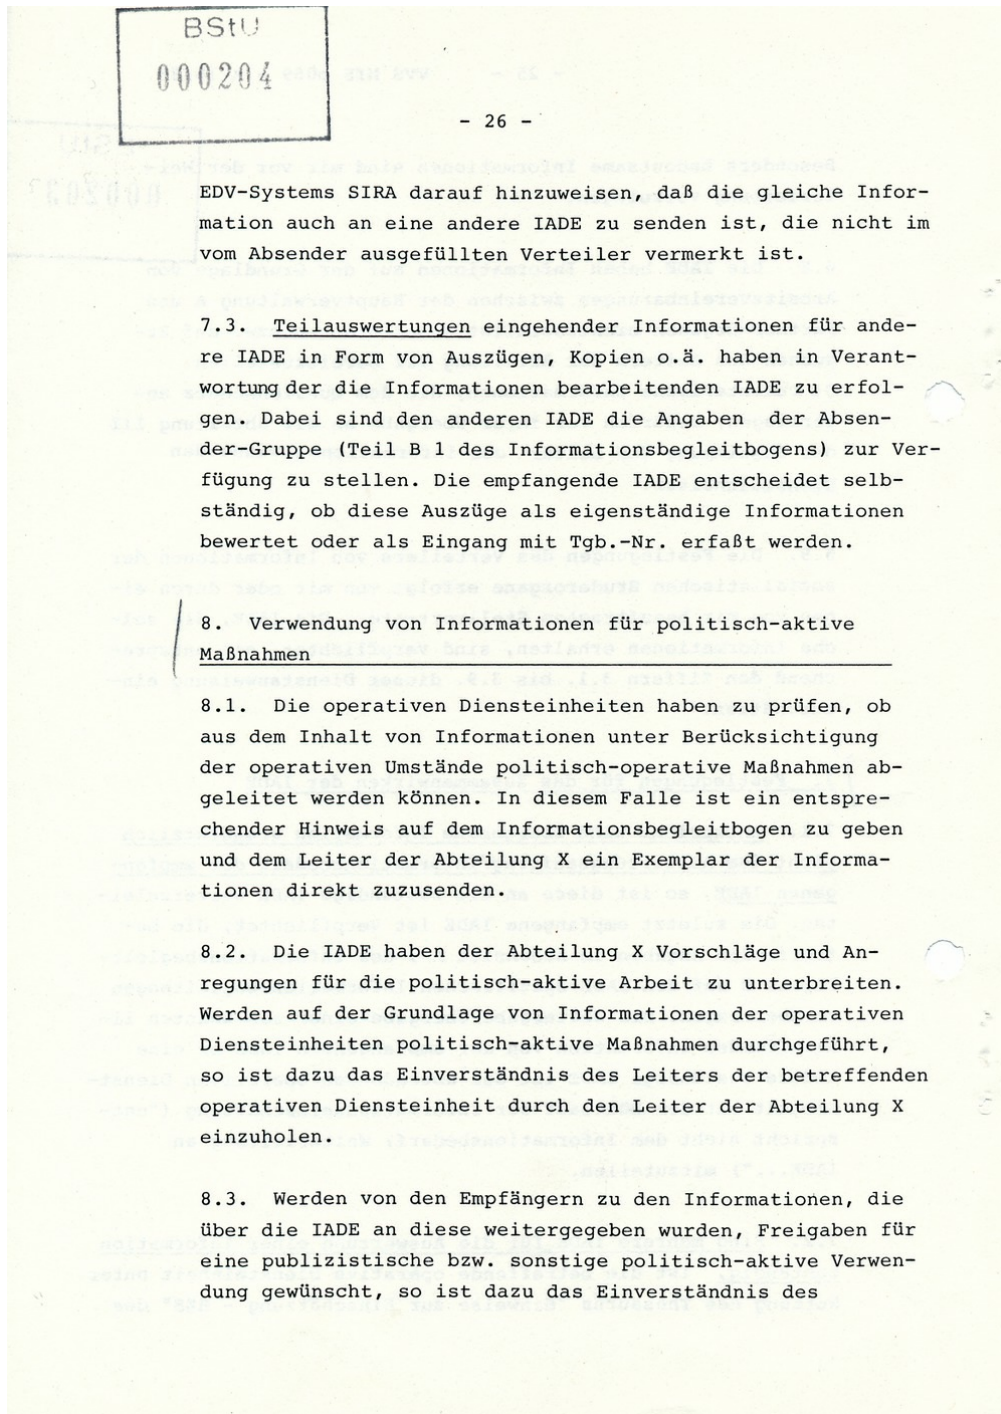 BStU
000204
- 26 -
EDV-Systems SIRA darauf hinzuweisen, daß die gleiche Infor-
mation auch an eine andere IADE zu senden ist, die nicht im
vom Absender ausgefüllten Verteiler vermerkt ist.
7.3. Teilauswertungen eingehender Informationen für ande-
re IADE in Form von Auszügen, Kopien o.ä. haben in Verant-
wortung der die Informationen bearbeitenden IADE zu erfol-
gen. Dabei sind den anderen IADE die Angaben der Absen-
der-Gruppe (Teil B 1 des Informationsbegleitbogens) zur Ver-
fügung zu stellen. Die empfangende IADE entscheidet selb-
ständig, ob diese Auszüge als eigenständige Informationen
bewertet oder als Eingang mit Tgb.-Nr. erfaßt werden.
8. Verwendung von Informationen für politisch-aktive
Maßnahmen
8.1. Die operativen Diensteinheiten haben zu prüfen, ob
aus dem Inhalt von Informationen unter Berücksichtigung
der operativen Umstände politisch-operative Maßnahmen ab-
geleitet werden können. In diesem Falle ist ein entspre-
chender Hinweis auf dem Informationsbegleitbogen zu geben
und dem Leiter der Abteilung X ein Exemplar der Informa-
tionen direkt zuzusenden.
8.2. Die IADE haben der Abteilung X Vorschläge und An-
regungen für die politisch-aktive Arbeit zu unterbreiten.
Werden auf der Grundlage von Informationen der operativen
Diensteinheiten politisch-aktive Maßnahmen durchgeführt,
so ist dazu das Einverständnis des Leiters der betreffenden
operativen Diensteinheit durch den Leiter der Abteilung X
einzuholen.
8.3. Werden von den Empfängern zu den Informationen, die
über die IADE an diese weitergegeben wurden, Freigaben für
eine publizistische bzw. sonstige politisch-aktive Verwen-
dung gewünscht, so ist dazu das Einverständnis des